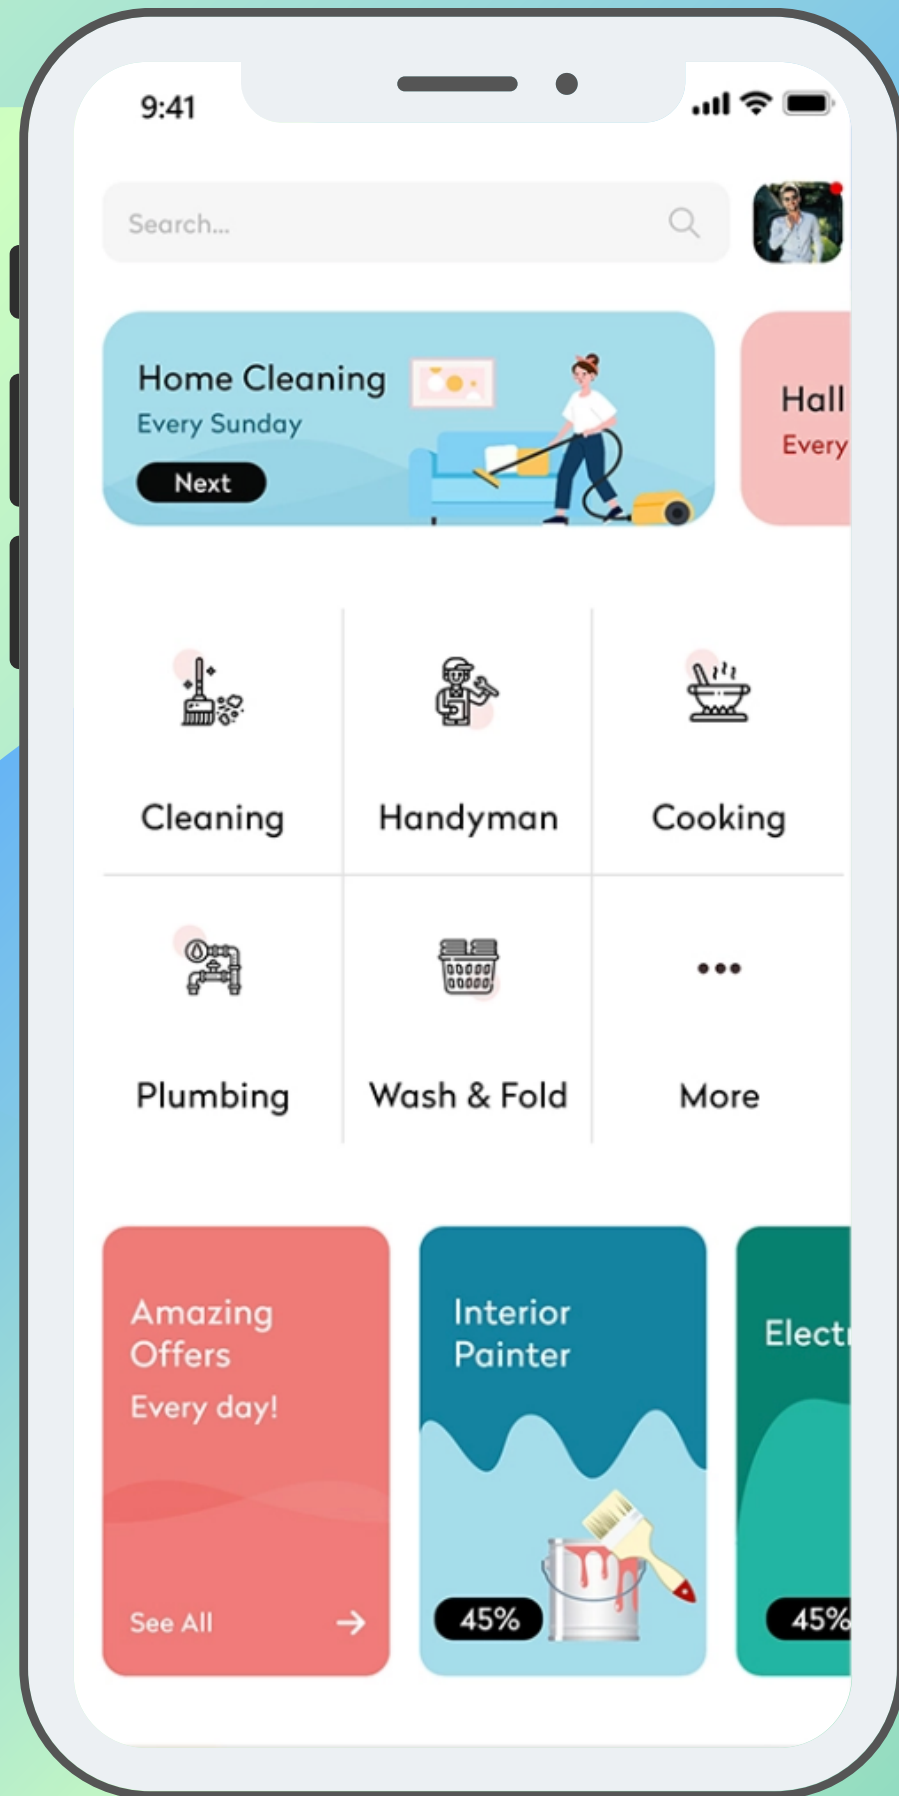 9:41
Search...
Home Cleaning
Every Sunday
Next
Hall
Every
Cleaning
Handyman
Cooking
Plumbing
Wash & Fold
More
Amazing
Offers
Every day!
See All
Interior
Painter
45%
Elect
45%